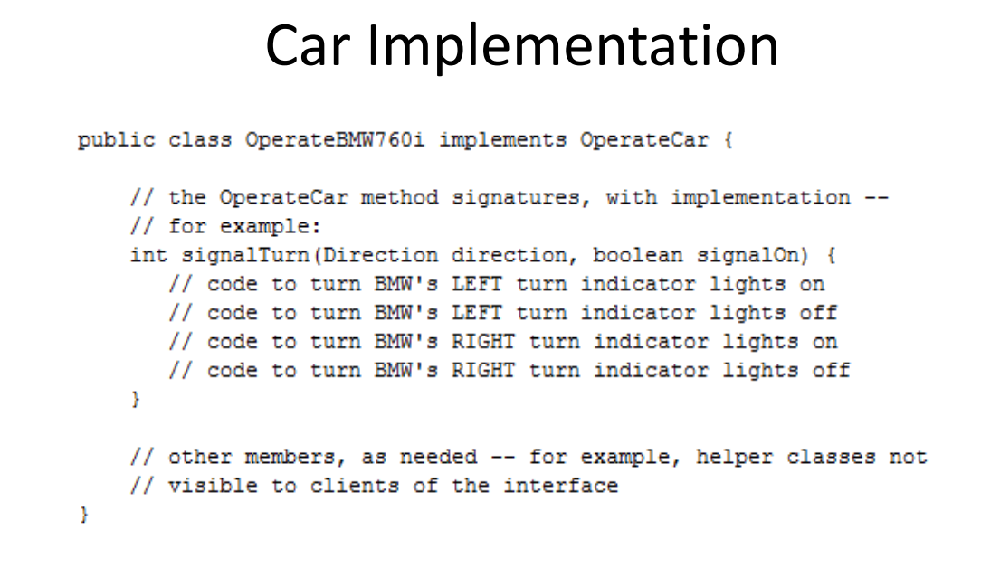 Car Implementation
public class OperateBMW760i implements OperateCar {
// the OperateCar method signatures, with implementation --
// for example:
int signalTurn(Direction direction, boolean signalOn) {
// code to turn BMW's LEFT turn indicator lights on
// code to turn BMW's LEFT turn indicator lights off
// code to turn BMW's RIGHT turn indicator lights on
// code to turn BMW's RIGHT turn indicator lights off
}
// other members, as needed -- for example, helper classes not
// visible to clients of the interface
}